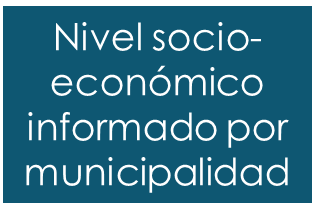 Nivel socio-
económico
informado por
municipalidad